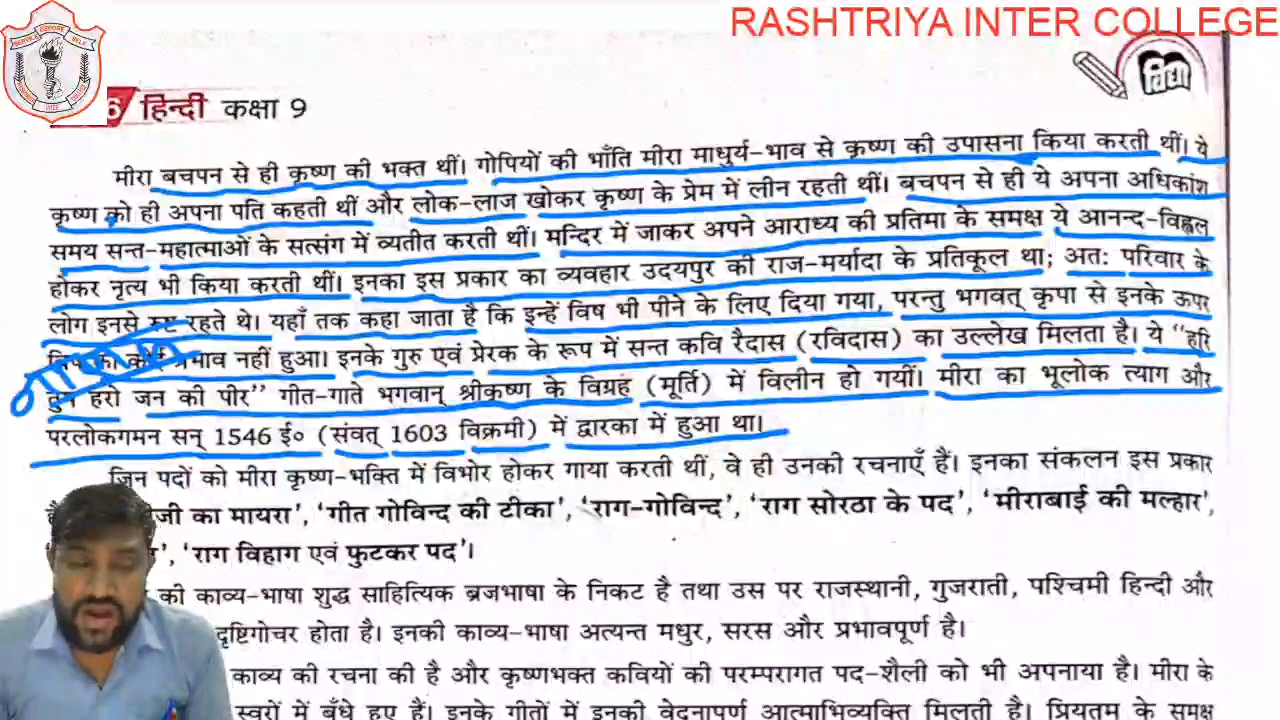 RASHTRIYA INTER COLLEGE
विद्या
6 हिन्दी कक्षा 9
मीरा बचपन से ही कृष्ण की भक्त थीं। गोपियों की भाँति मीरा माधुर्य-भाव से कृष्ण की उपासना किया करती थीं। ये
कृष्ण को ही अपना पति कहती थीं और लोक-लाज खोकर कृष्ण के प्रेम में लीन रहती थीं। बचपन से ही ये अपना अधिकांश
समय सन्त-महात्माओं के सत्संग में व्यतीत करती थीं। मन्दिर में जाकर अपने आराध्य की प्रतिमा के समक्ष ये आनन्द-विह्वल
होकर नृत्य भी किया करती थीं। इनका इस प्रकार का व्यवहार उदयपुर की राज-मर्यादा के प्रतिकूल था; अतः परिवार के
लोग इनसे रुष्ट रहते थे। यहाँ तक कहा जाता है कि इन्हें विष भी पीने के लिए दिया गया, परन्तु भगवत् कृपा से इनके ऊपर
विष का कोई प्रभाव नहीं हुआ। इनके गुरु एवं प्रेरक के रूप में सन्त कवि रैदास (रविदास) का उल्लेख मिलता है। ये “हरि
तुम हरो जन की पीर” गीत-गाते भगवान् श्रीकृष्ण के विग्रह (मूर्ति) में विलीन हो गयीं। मीरा का भूलोक त्याग और
परलोकगमन सन् 1546 ई० (संवत् 1603 विक्रमी) में द्वारका में हुआ था।
जिन पदों को मीरा कृष्ण-भक्ति में विभोर होकर गाया करती थीं, वे ही उनकी रचनाएँ हैं। इनका संकलन इस प्रकार
जी का मायरा’, ‘गीत गोविन्द की टीका’, ‘राग-गोविन्द’, ‘राग सोरठा के पद’, ‘मीराबाई की मल्हार’,
’, ‘राग विहाग एवं फुटकर पद’।
की काव्य-भाषा शुद्ध साहित्यिक ब्रजभाषा के निकट है तथा उस पर राजस्थानी, गुजराती, पश्चिमी हिन्दी और
दृष्टिगोचर होता है। इनकी काव्य-भाषा अत्यन्त मधुर, सरस और प्रभावपूर्ण है।
काव्य की रचना की है और कृष्णभक्त कवियों की परम्परागत पद-शैली को भी अपनाया है। मीरा के
स्वरों में बँधे हुए हैं। इनके गीतों में इनकी वेदनापूर्ण आत्माभिव्यक्ति मिलती है। प्रियतम के समक्ष